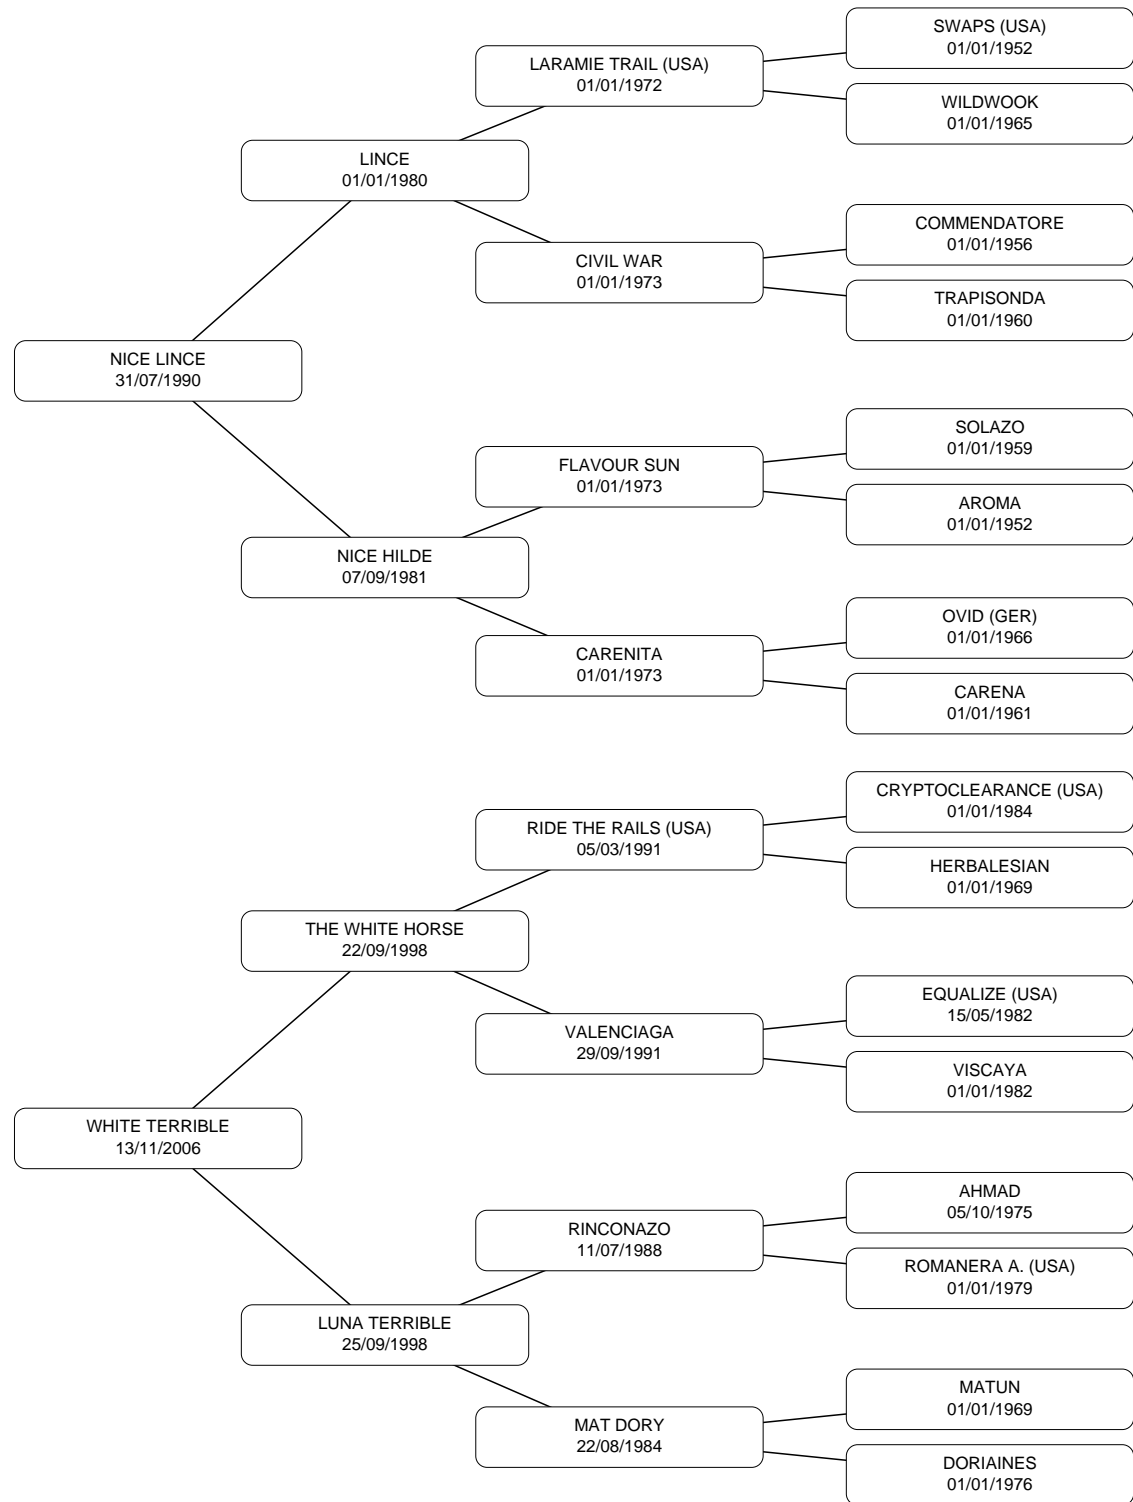 SWAPS (USA)
01/01/1952
LARAMIE TRAIL (USA)
01/01/1972
WILDWOOK
01/01/1965
LINCE
01/01/1980
COMMENDATORE
01/01/1956
CIVIL WAR
01/01/1973
TRAPISONDA
01/01/1960
NICE LINCE
31/07/1990
SOLAZO
01/01/1959
FLAVOUR SUN
01/01/1973
AROMA
01/01/1952
NICE HILDE
07/09/1981
OVID (GER)
01/01/1966
CARENITA
01/01/1973
CARENA
01/01/1961
CRYPTOCLEARANCE (USA)
01/01/1984
RIDE THE RAILS (USA)
05/03/1991
HERBALESIAN
01/01/1969
THE WHITE HORSE
22/09/1998
EQUALIZE (USA)
15/05/1982
VALENCIAGA
29/09/1991
VISCAYA
01/01/1982
WHITE TERRIBLE
13/11/2006
AHMAD
05/10/1975
RINCONAZO
11/07/1988
ROMANERA A. (USA)
01/01/1979
LUNA TERRIBLE
25/09/1998
MATUN
01/01/1969
MAT DORY
22/08/1984
DORIAINES
01/01/1976